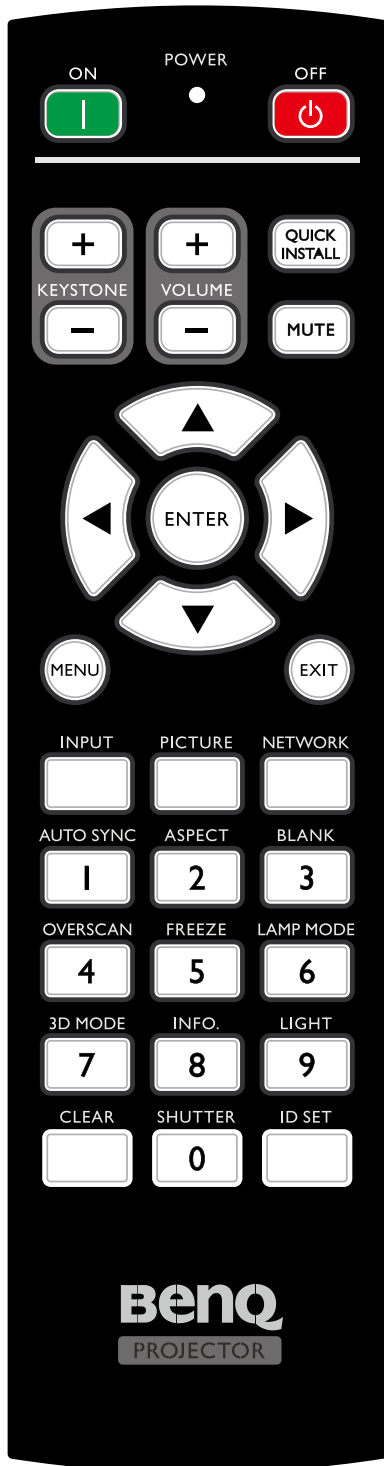 ON POWER OFF
+ + QUICK INSTALL
KEYSTONE VOLUME
− − MUTE
ENTER
MENU EXIT
INPUT PICTURE NETWORK
AUTO SYNC ASPECT BLANK
1 2 3
OVERSCAN FREEZE LAMP MODE
4 5 6
3D MODE INFO. LIGHT
7 8 9
CLEAR SHUTTER ID SET
0
BenQ
PROJECTOR